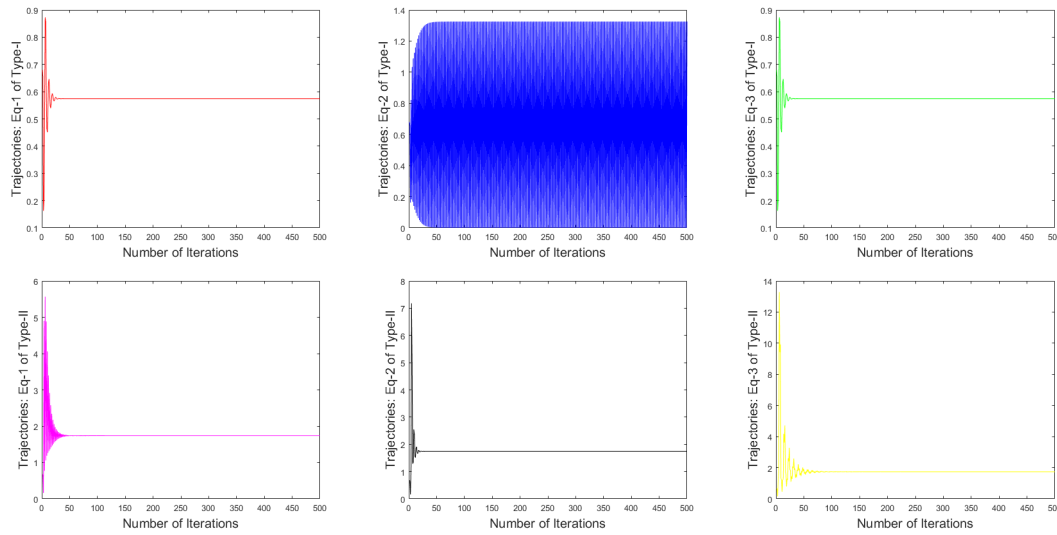 Trajectories: Eq-1 of Type-I
0.9
0.8
0.7
0.6
0.5
0.4
0.3
0.2
0.1
0 50 100 150 200 250 300 350 400 450 500
Number of Iterations
Trajectories: Eq-2 of Type-I
1.4
1.2
1
0.8
0.6
0.4
0.2
0
0 50 100 150 200 250 300 350 400 450 500
Number of Iterations
Trajectories: Eq-3 of Type-I
0.9
0.8
0.7
0.6
0.5
0.4
0.3
0.2
0.1
0 50 100 150 200 250 300 350 400 450 500
Number of Iterations
Trajectories: Eq-1 of Type-II
6
5
4
3
2
1
0
0 50 100 150 200 250 300 350 400 450 500
Number of Iterations
Trajectories: Eq-2 of Type-II
8
7
6
5
4
3
2
1
0
0 50 100 150 200 250 300 350 400 450 500
Number of Iterations
Trajectories: Eq-3 of Type-II
14
12
10
8
6
4
2
0
0 50 100 150 200 250 300 350 400 450 500
Number of Iterations